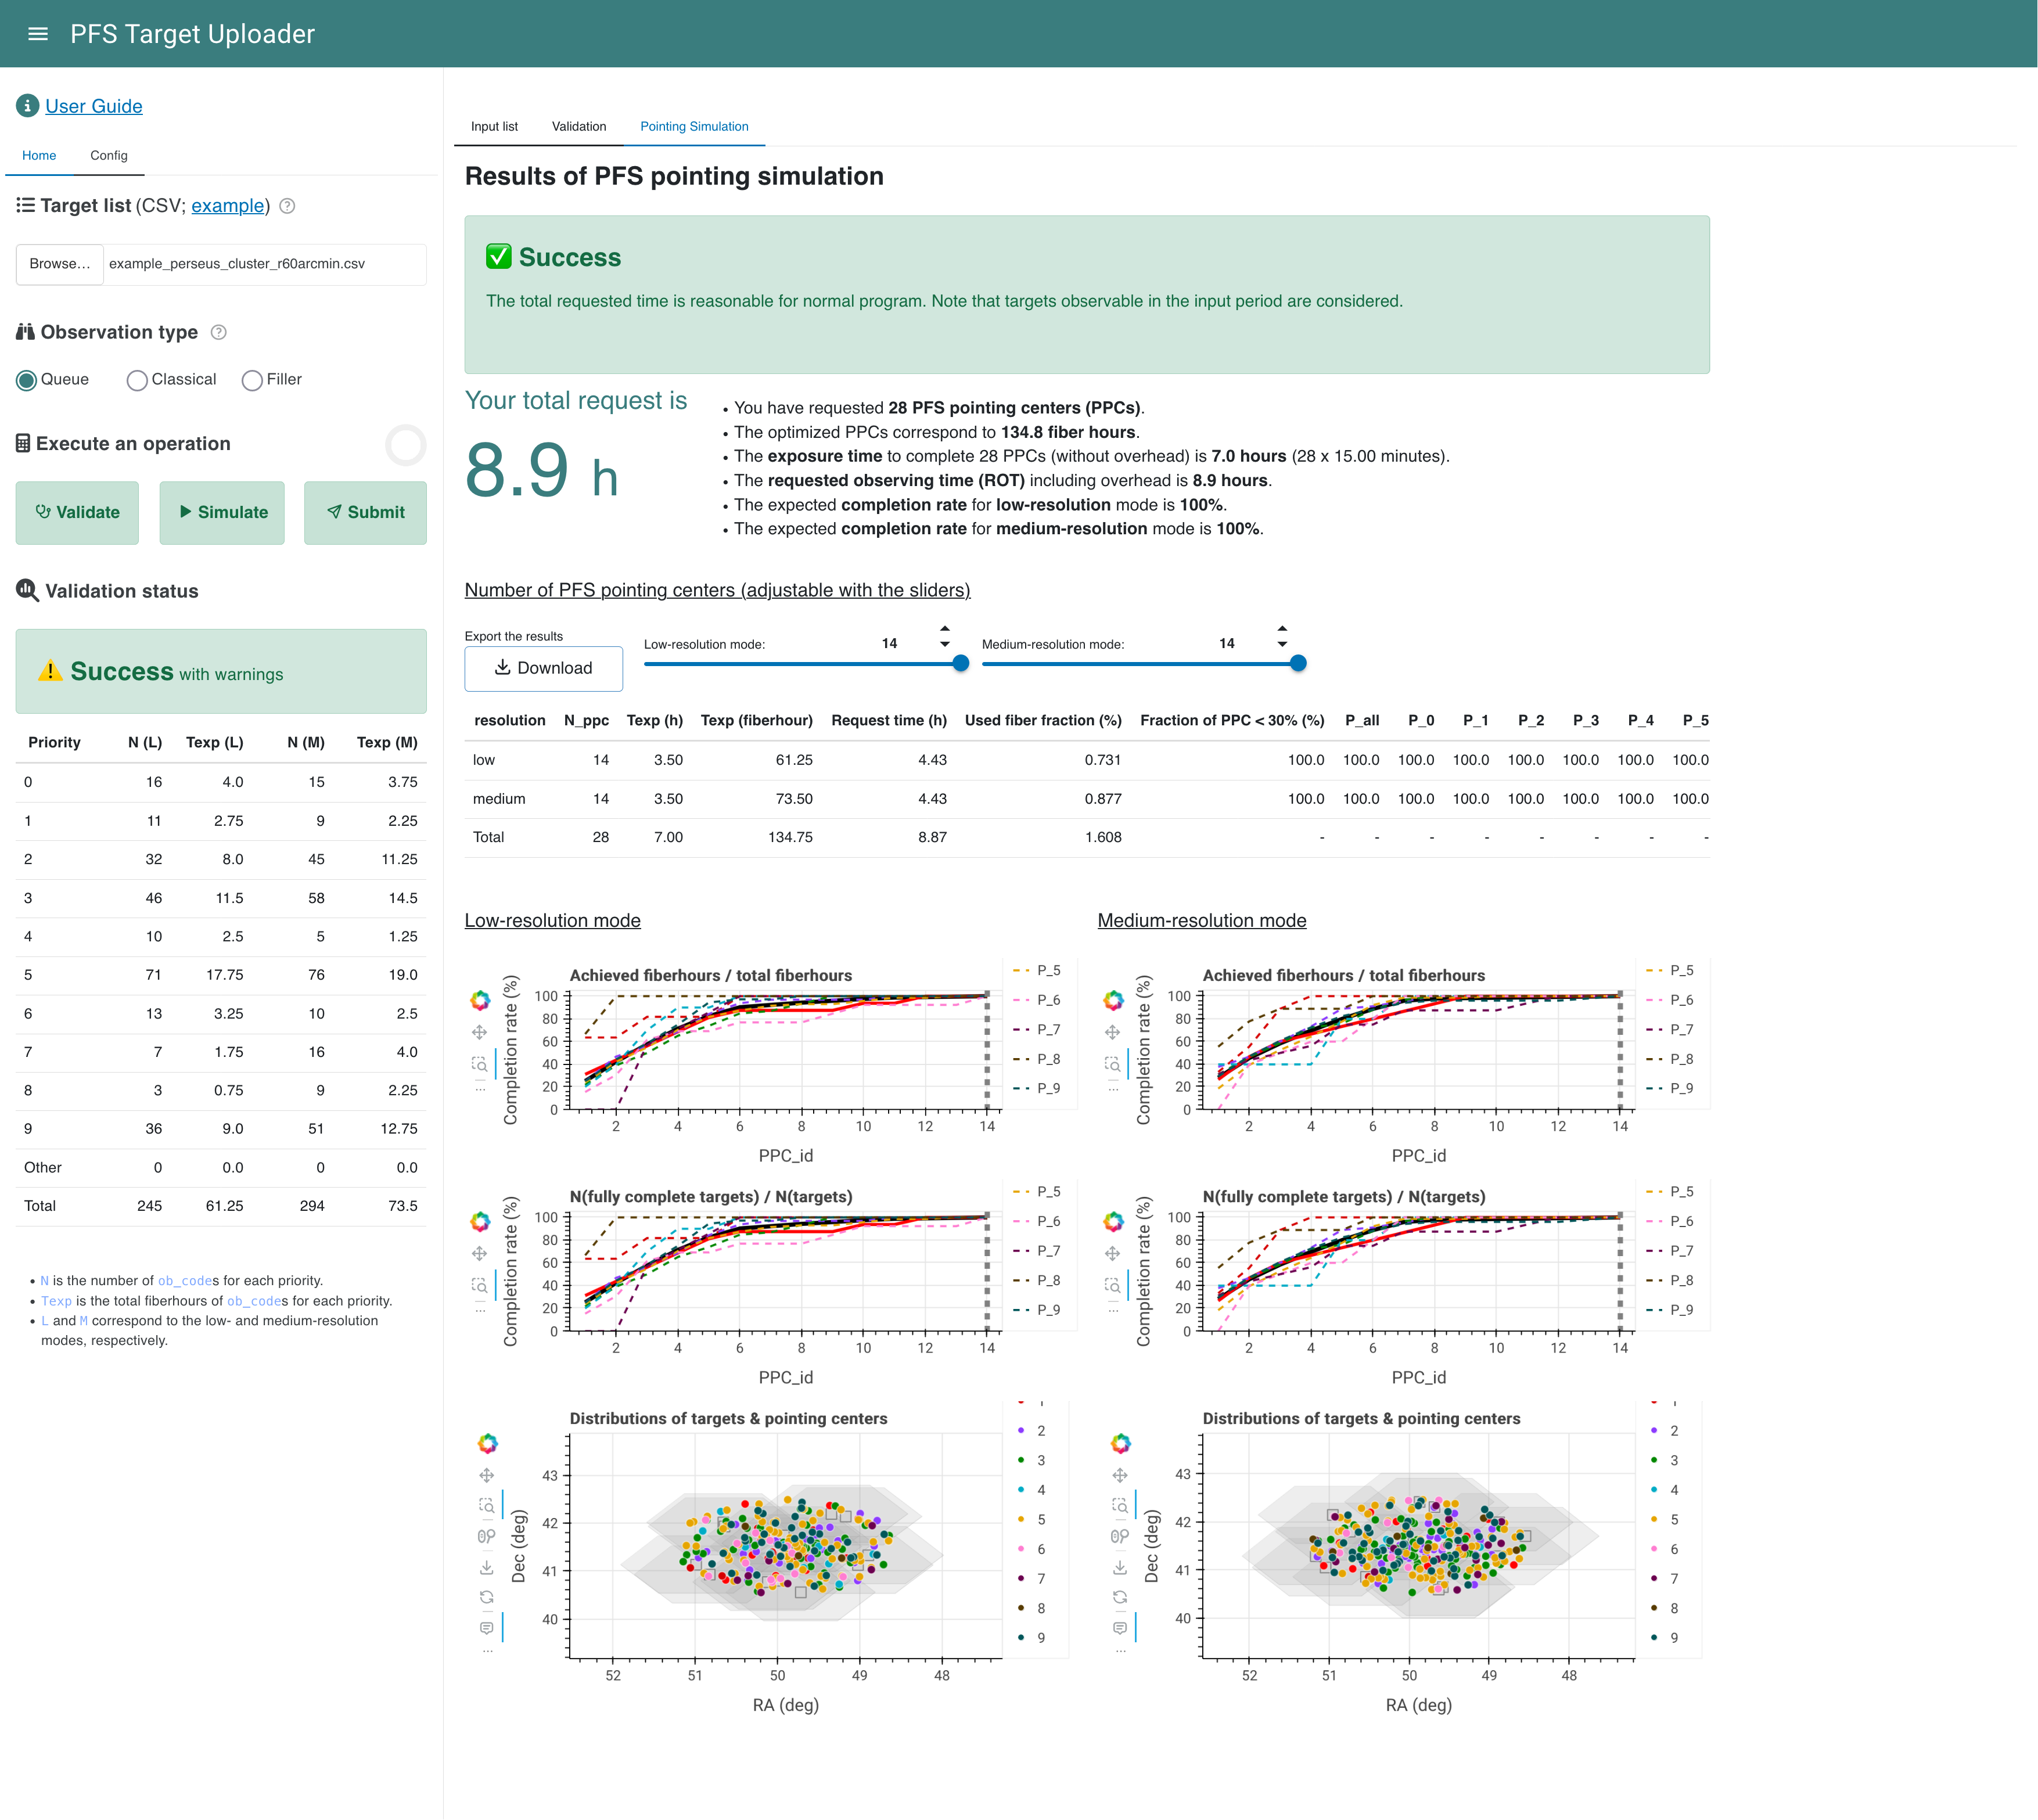 PFS Target Uploader
User Guide
Home Config
Target list (CSV; example)
Browse... example_perseus_cluster_r60arcmin.csv
Observation type
Queue Classical Filler
Execute an operation
Validate Simulate Submit
Validation status
Success with warnings
Priority N (L) Texp (L) N (M) Texp (M)
0 16 4.0 15 3.75
1 11 2.75 9 2.25
2 32 8.0 45 11.25
3 46 11.5 58 14.5
4 10 2.5 5 1.25
5 71 17.75 76 19.0
6 13 3.25 10 2.5
7 7 1.75 16 4.0
8 3 0.75 9 2.25
9 36 9.0 51 12.75
Other 0 0.0 0 0.0
Total 245 61.25 294 73.5
• N is the number of ob_codes for each priority.
• Texp is the total fiberhours of ob_codes for each priority.
• L and M correspond to the low- and medium-resolution
modes, respectively.
Input list Validation Pointing Simulation
Results of PFS pointing simulation
Success
The total requested time is reasonable for normal program. Note that targets observable in the input period are considered.
Your total request is
8.9 h
• You have requested 28 PFS pointing centers (PPCs).
• The optimized PPCs correspond to 134.8 fiber hours.
• The exposure time to complete 28 PPCs (without overhead) is 7.0 hours (28 x 15.00 minutes).
• The requested observing time (ROT) including overhead is 8.9 hours.
• The expected completion rate for low-resolution mode is 100%.
• The expected completion rate for medium-resolution mode is 100%.
Number of PFS pointing centers (adjustable with the sliders)
Export the results
Download
Low-resolution mode: 14
Medium-resolution mode: 14
resolution N_ppc Texp (h) Texp (fiberhour) Request time (h) Used fiber fraction (%) Fraction of PPC < 30% (%) P_all P_0 P_1 P_2 P_3 P_4 P_5
low 14 3.50 61.25 4.43 0.731 100.0 100.0 100.0 100.0 100.0 100.0 100.0 100.0
medium 14 3.50 73.50 4.43 0.877 100.0 100.0 100.0 100.0 100.0 100.0 100.0 100.0
Total 28 7.00 134.75 8.87 1.608 - - - - - - - -
Low-resolution mode
Achieved fiberhours / total fiberhours
Completion rate (%)
100
80
60
40
20
0
2 4 6 8 10 12 14
PPC_id
P_5
P_6
P_7
P_8
P_9
N(fully complete targets) / N(targets)
Completion rate (%)
100
80
60
40
20
0
2 4 6 8 10 12 14
PPC_id
P_5
P_6
P_7
P_8
P_9
Distributions of targets & pointing centers
Dec (deg)
43
42
41
40
52 51 50 49 48
RA (deg)
2
3
4
5
6
7
8
9
Medium-resolution mode
Achieved fiberhours / total fiberhours
Completion rate (%)
100
80
60
40
20
0
2 4 6 8 10 12 14
PPC_id
P_5
P_6
P_7
P_8
P_9
N(fully complete targets) / N(targets)
Completion rate (%)
100
80
60
40
20
0
2 4 6 8 10 12 14
PPC_id
P_5
P_6
P_7
P_8
P_9
Distributions of targets & pointing centers
Dec (deg)
43
42
41
40
52 51 50 49 48
RA (deg)
2
3
4
5
6
7
8
9